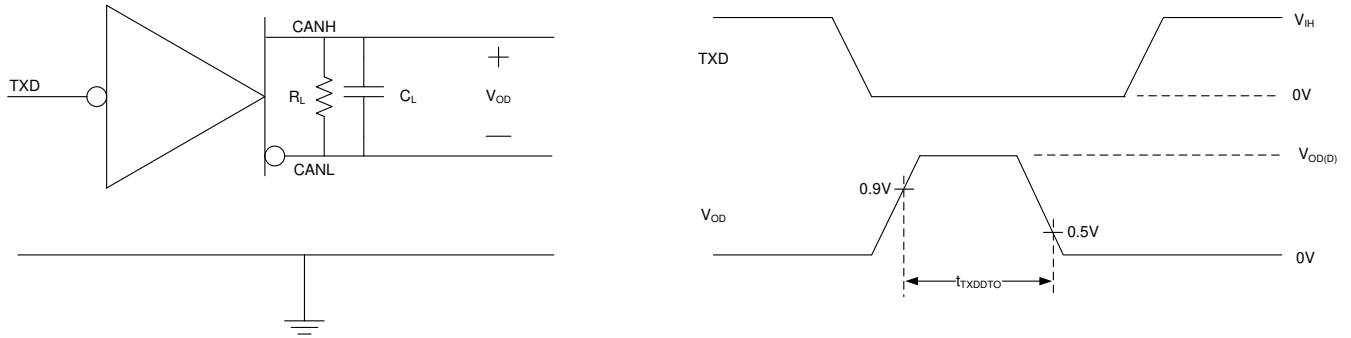 CANH
TXD
R_L
C_L
+
V_OD
—
CANL
V_IH
TXD
0V
V_OD(D)
0.9V
V_OD
0.5V
0V
t_TXDDTO